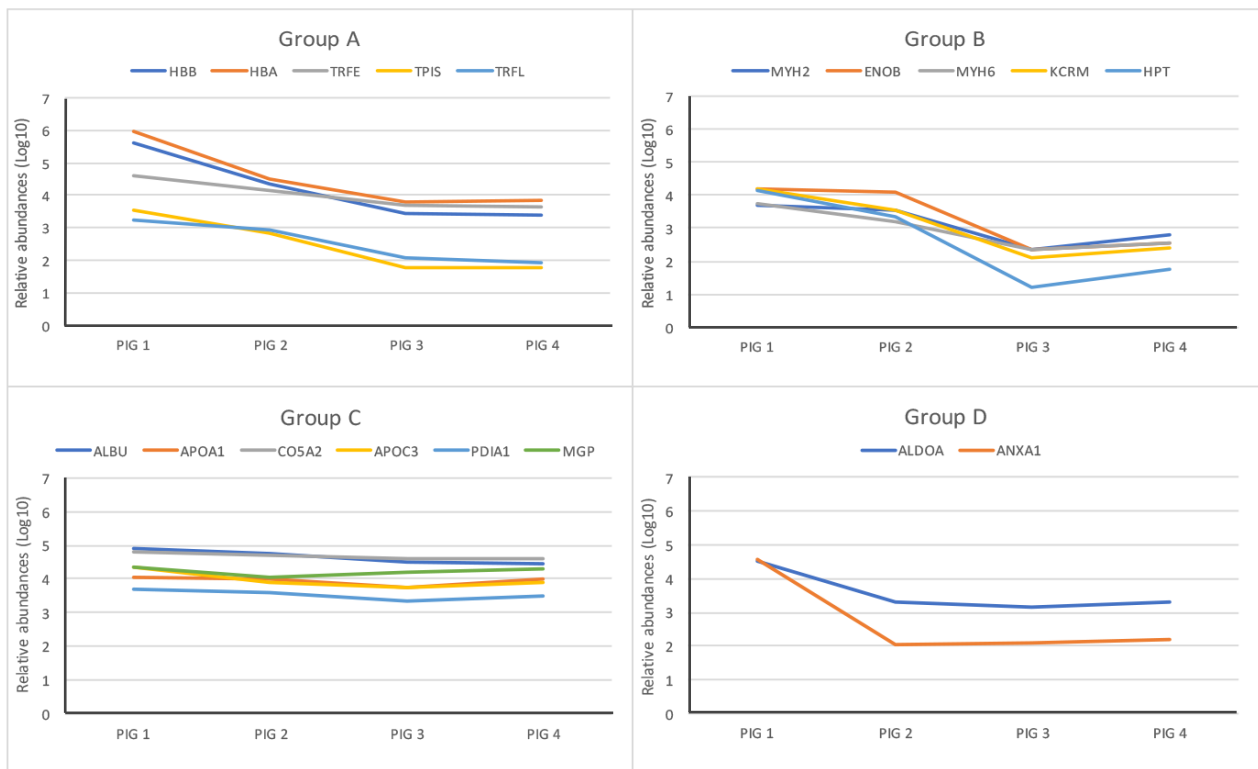 Group A
HBB HBA TRFE TPIS TRFL
Relative abundances (Log10)
7
6
5
4
3
2
1
0
PIG 1 PIG 2 PIG 3 PIG 4
Group B
MYH2 ENOB MYH6 KCRM HPT
Relative abundances (Log10)
7
6
5
4
3
2
1
0
PIG 1 PIG 2 PIG 3 PIG 4
Group C
ALBU APOA1 CO5A2 APOC3 PDIA1 MGP
Relative abundances (Log10)
7
6
5
4
3
2
1
0
PIG 1 PIG 2 PIG 3 PIG 4
Group D
ALDOA ANXA1
Relative abundances (Log10)
7
6
5
4
3
2
1
0
PIG 1 PIG 2 PIG 3 PIG 4